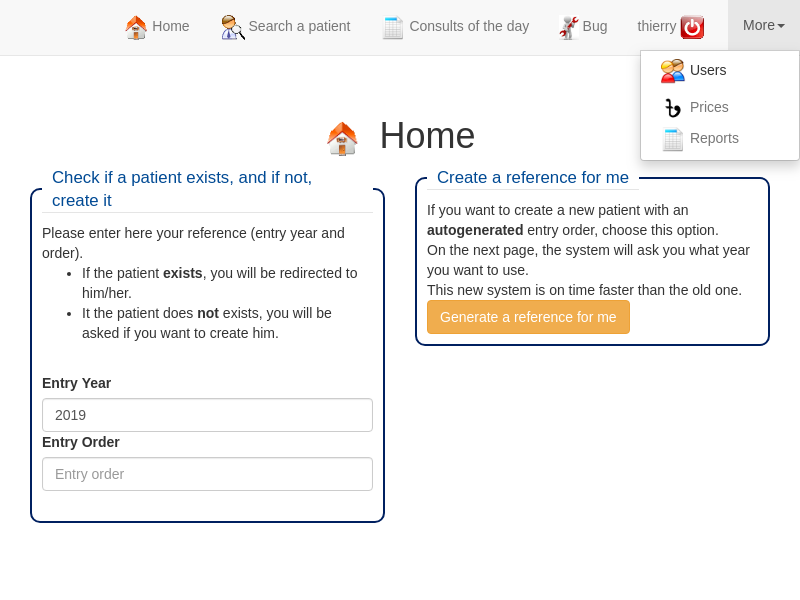 Home
Search a patient
Consults of the day
Bug
thierry
More
Users
Prices
Reports
Home
Check if a patient exists, and if not,
create it
Please enter here your reference (entry year and
order).
If the patient exists, you will be redirected to
him/her.
It the patient does not exists, you will be
asked if you want to create him.
Entry Year
2019
Entry Order
Entry order
Create a reference for me
If you want to create a new patient with an
autogenerated entry order, choose this option.
On the next page, the system will ask you what year
you want to use.
This new system is on time faster than the old one.
Generate a reference for me